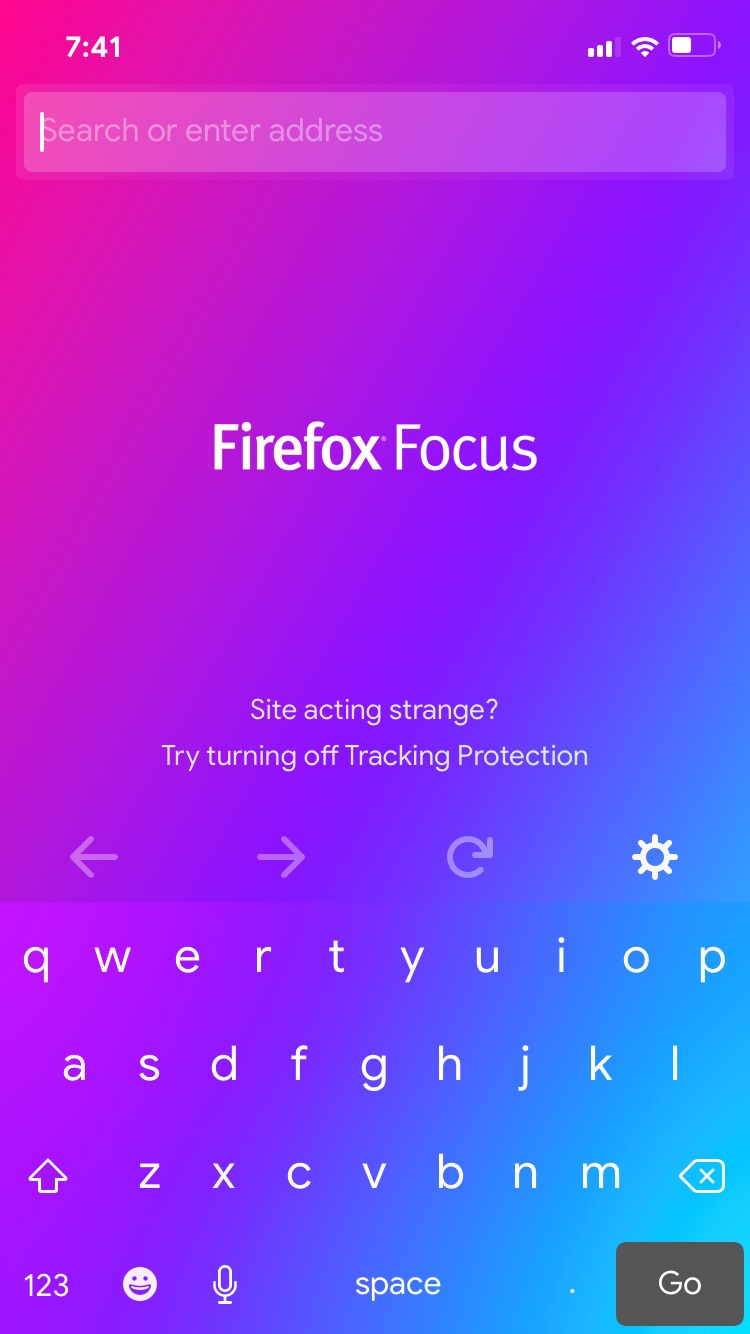 7:41
Search or enter address
Firefox Focus
Site acting strange?
Try turning off Tracking Protection
q w e r t y u i o p
a s d f g h j k l
z x c v b n m
123 space . Go